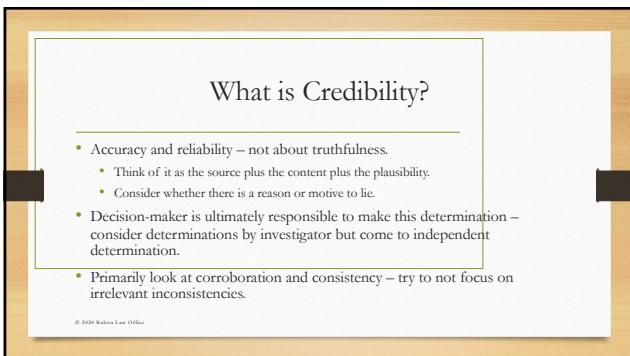 What is Credibility?
• Accuracy and reliability – not about truthfulness.
• Think of it as the source plus the content plus the plausibility.
• Consider whether there is a reason or motive to lie.
• Decision-maker is ultimately responsible to make this determination –
consider determinations by investigator but come to independent
determination.
• Primarily look at corroboration and consistency – try to not focus on
irrelevant inconsistencies.
© 2020 Kaleva Law Office